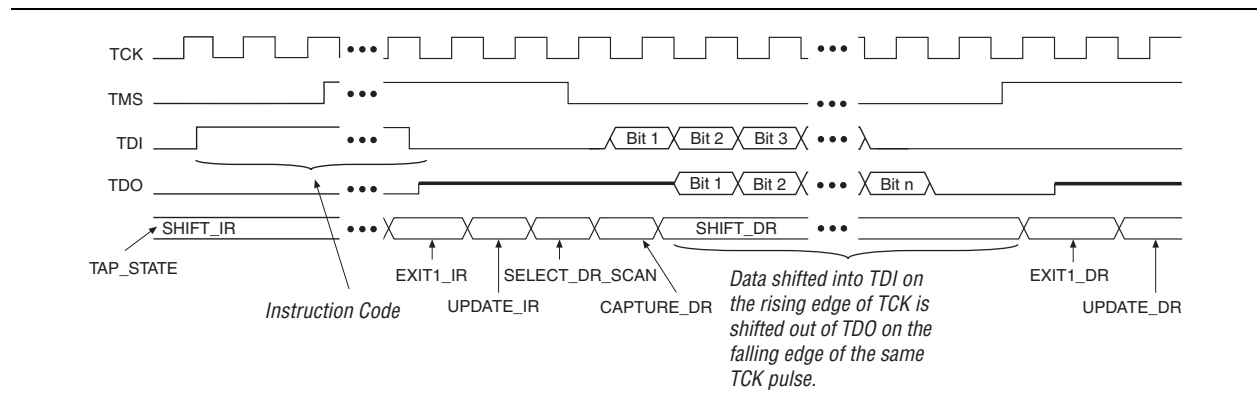 TCK
TMS
TDI
Bit 1 Bit 2 Bit 3
TDO
Bit 1 Bit 2 Bit n
SHIFT_IR SHIFT_DR
TAP_STATE
EXIT1_IR SELECT_DR_SCAN EXIT1_DR
UPDATE_IR CAPTURE_DR UPDATE_DR
Instruction Code
Data shifted into TDI on
the rising edge of TCK is
shifted out of TDO on the
falling edge of the same
TCK pulse.